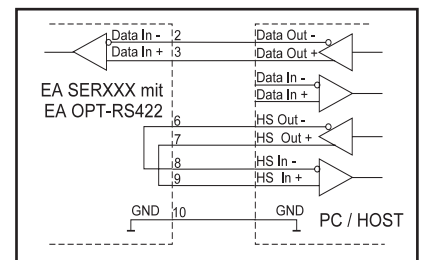 Data In - 2 Data Out -
Data In + 3 Data Out +
Data In -
Data In +
EA SERXXX mit
EA OPT-RS422
6 HS Out -
7 HS Out +
8 HS In -
9 HS In +
GND 10 GND
PC / HOST